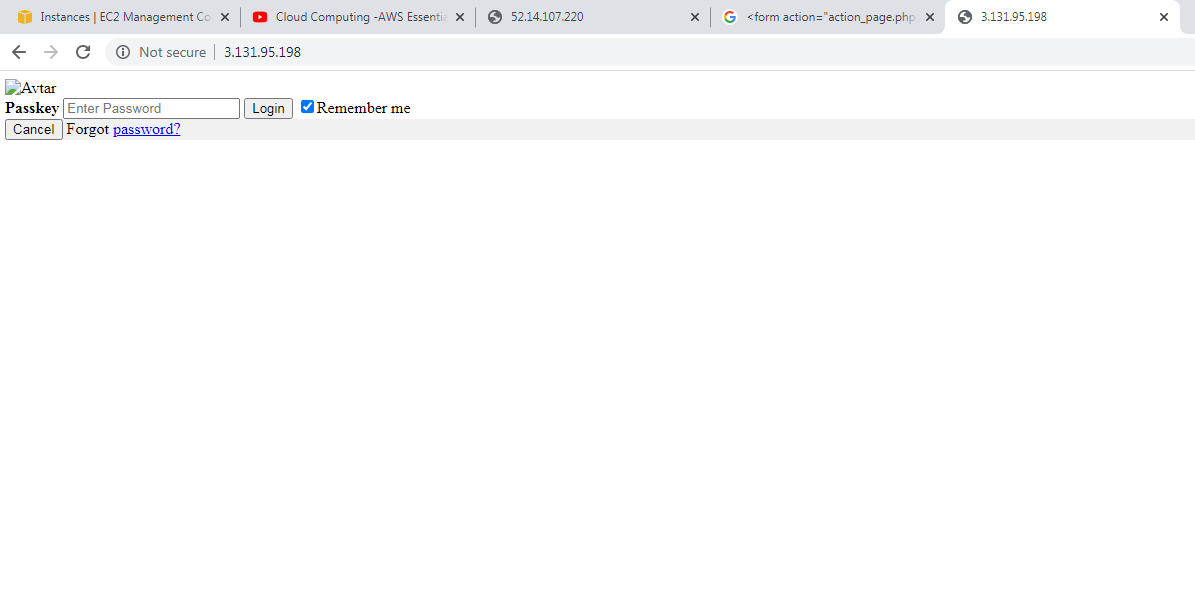 Instances | EC2 Management Co
Cloud Computing -AWS Essentia
52.14.107.220
<form action="action_page.php
3.131.95.198
Not secure | 3.131.95.198
Avtar
Passkey Enter Password Login Remember me
Cancel Forgot password?